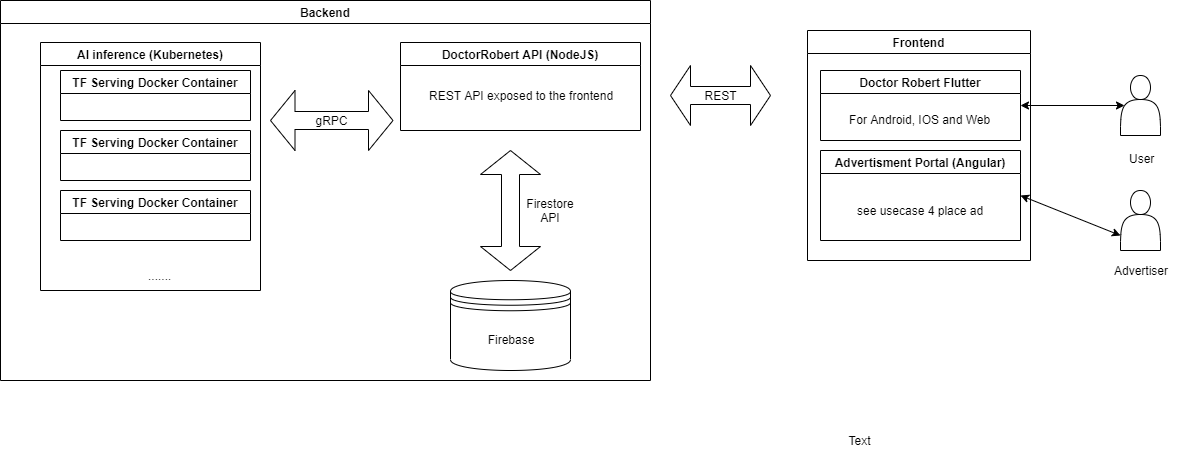 Backend
AI inference (Kubernetes)
TF Serving Docker Container
TF Serving Docker Container
TF Serving Docker Container
.......
gRPC
DoctorRobert API (NodeJS)
REST API exposed to the frontend
Firestore
API
Firebase
REST
Frontend
Doctor Robert Flutter
For Android, IOS and Web
Advertisment Portal (Angular)
see usecase 4 place ad
User
Advertiser
Text